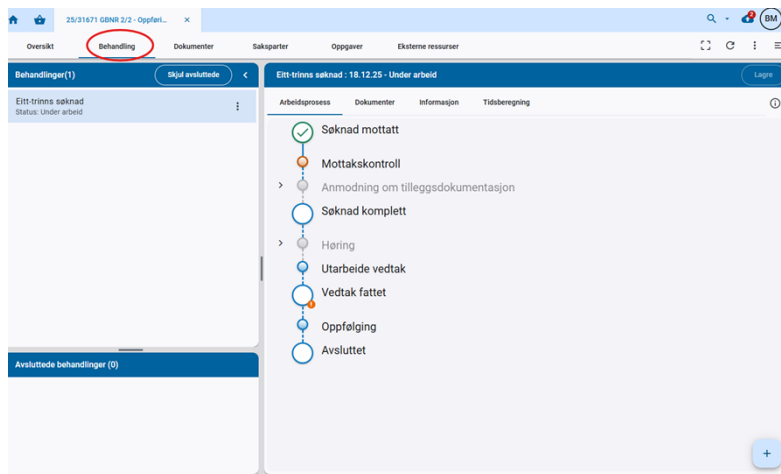 25/31671 GBNR 2/2 - Oppføri...
2
BM
Oversikt
Behandling
Dokumenter
Saksparter
Oppgaver
Eksterne ressurser
Behandlinger(1)
Skjul avsluttede
Eitt-trinns søknad : 18.12.25 - Under arbeid
Lagre
Eitt-trinns søknad
Status: Under arbeid
Arbeidsprosess
Dokumenter
Informasjon
Tidsberegning
Søknad mottatt
Mottakskontroll
Anmodning om tilleggsdokumentasjon
Søknad komplett
Høring
Utarbeide vedtak
Vedtak fattet
Oppfølging
Avsluttet
Avsluttede behandlinger (0)